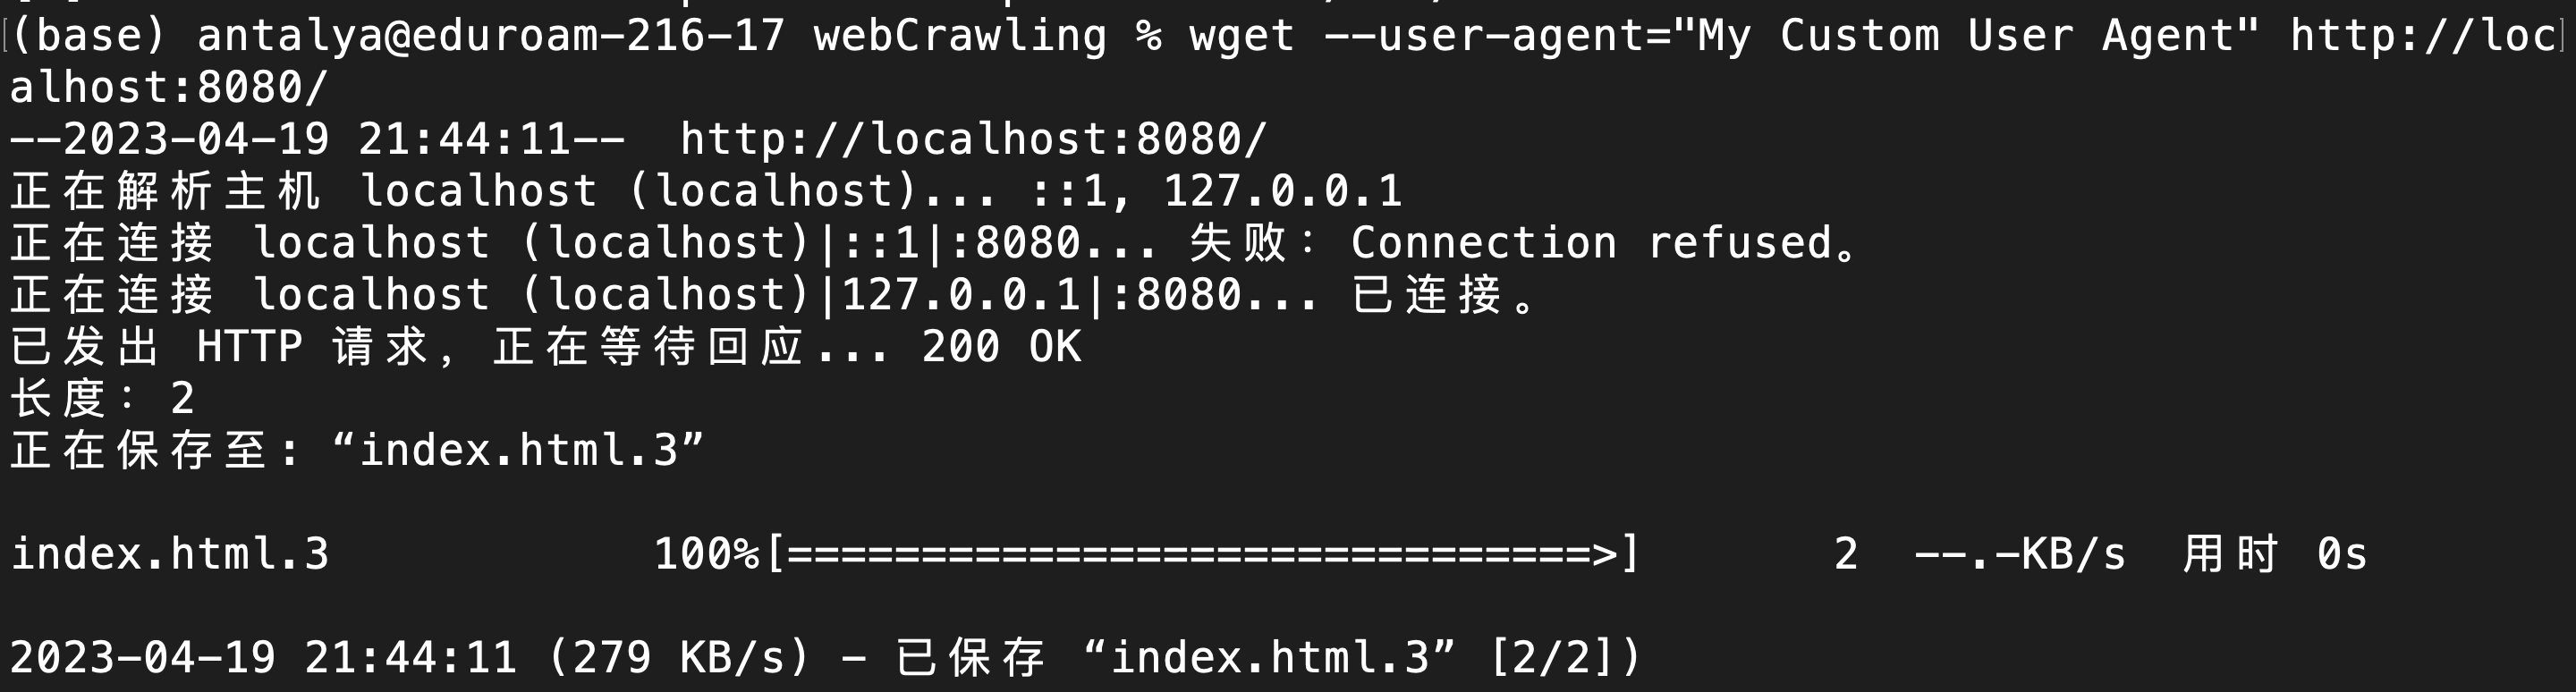 (base) antalya@eduroam-216-17 webCrawling % wget --user-agent="My Custom User Agent" http://loc
alhost:8080/
--2023-04-19 21:44:11--  http://localhost:8080/
正在解析主机 localhost (localhost)... ::1, 127.0.0.1
正在连接 localhost (localhost)|::1|:8080... 失败：Connection refused。
正在连接 localhost (localhost)|127.0.0.1|:8080... 已连接。
已发出 HTTP 请求，正在等待回应... 200 OK
长度：2
正在保存至: “index.html.3”
index.html.3            100%[==============================>]       2  --.-KB/s  用时 0s
2023-04-19 21:44:11 (279 KB/s) - 已保存 “index.html.3” [2/2])